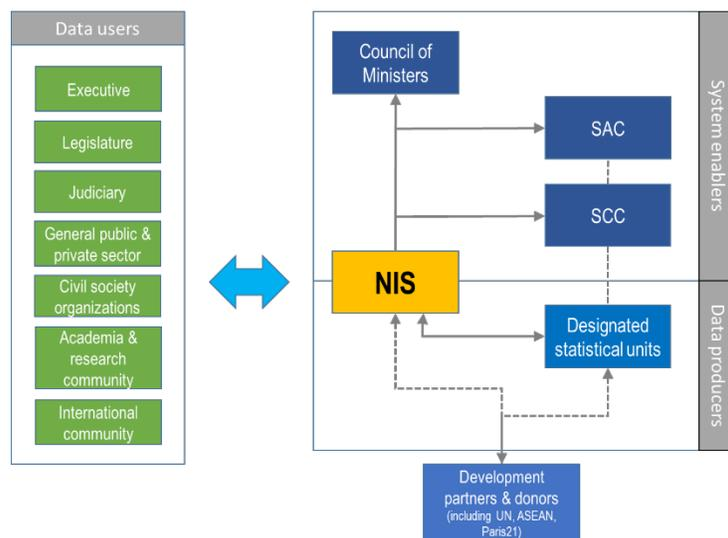 Data users
Executive
Legislature
Judiciary
General public &
private sector
Civil society
organizations
Academia &
research
community
International
community
Council of
Ministers
SAC
SCC
NIS
Designated
statistical units
System enablers
Data producers
Development
partners & donors
(including UN, ASEAN,
Paris21)